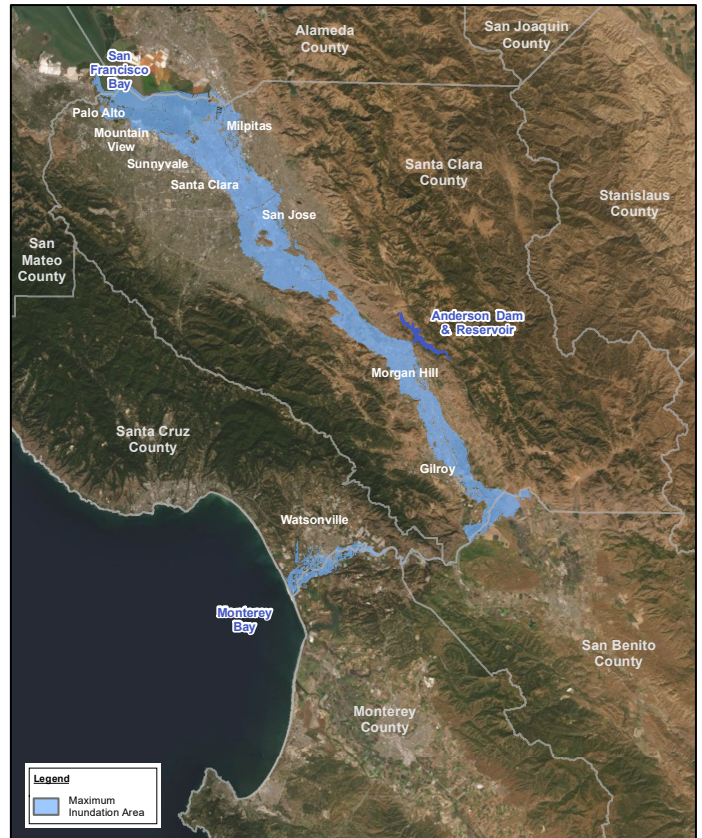 Alameda
County
San Joaquin
County
San
Francisco
Bay
Palo Alto
Mountain
View
Milpitas
Sunnyvale
Santa Clara
Santa Clara
County
Stanislaus
County
San Jose
San
Mateo
County
Anderson Dam
& Reservoir
Morgan Hill
Santa Cruz
County
Gilroy
Watsonville
Monterey
Bay
San Benito
County
Monterey
County
Legend
Maximum
Inundation Area